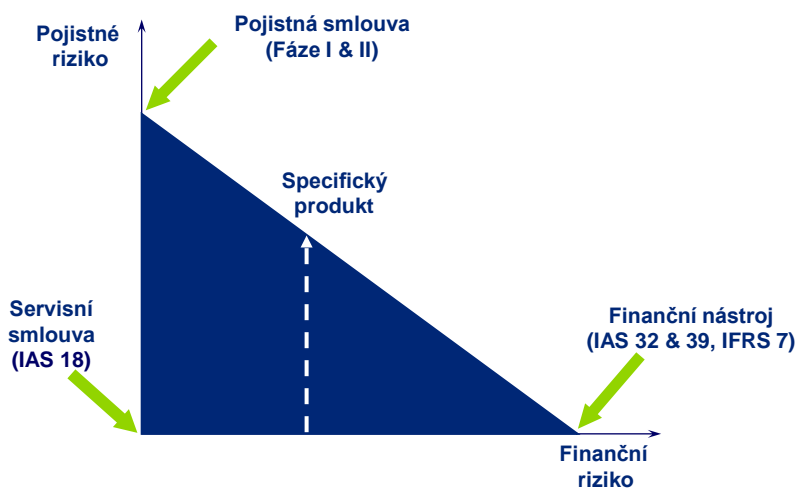 Pojistné
riziko
Pojistná smlouva
(Fáze I & II)
Specifický
produkt
Servisní
smlouva
(IAS 18)
Finanční nástroj
(IAS 32 & 39, IFRS 7)
Finanční
riziko